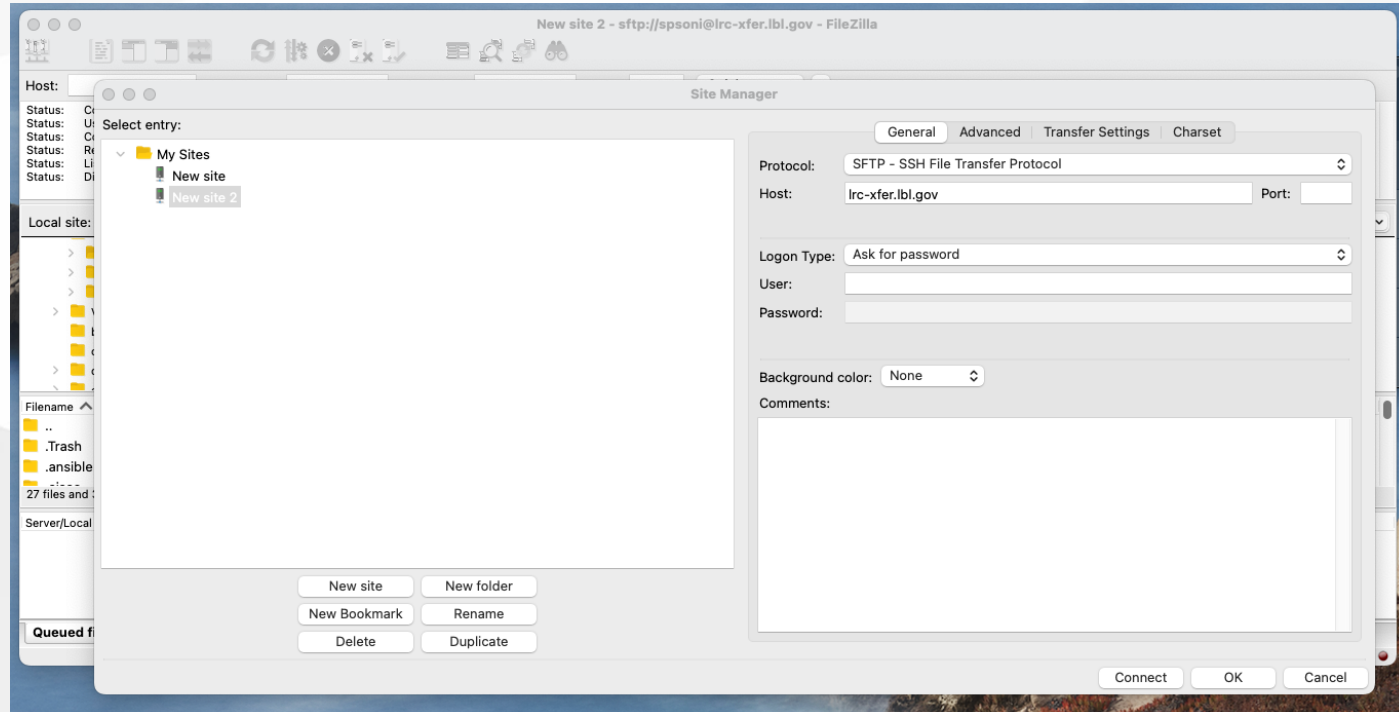 New site 2 - sftp://spsoni@lrc-xfer.lbl.gov - FileZilla
Host:
Site Manager
Status:
Status:
Status:
Status:
Status:
Status:
Select entry:
My Sites
New site
New site 2
General Advanced Transfer Settings Charset
Protocol: SFTP - SSH File Transfer Protocol
Host: lrc-xfer.lbl.gov Port:
Logon Type: Ask for password
User:
Password:
Background color: None
Comments:
Local site:
Filename
..
.Trash
.ansible
27 files and
Server/Local
New site New folder
New Bookmark Rename
Delete Duplicate
Queued
Connect OK Cancel